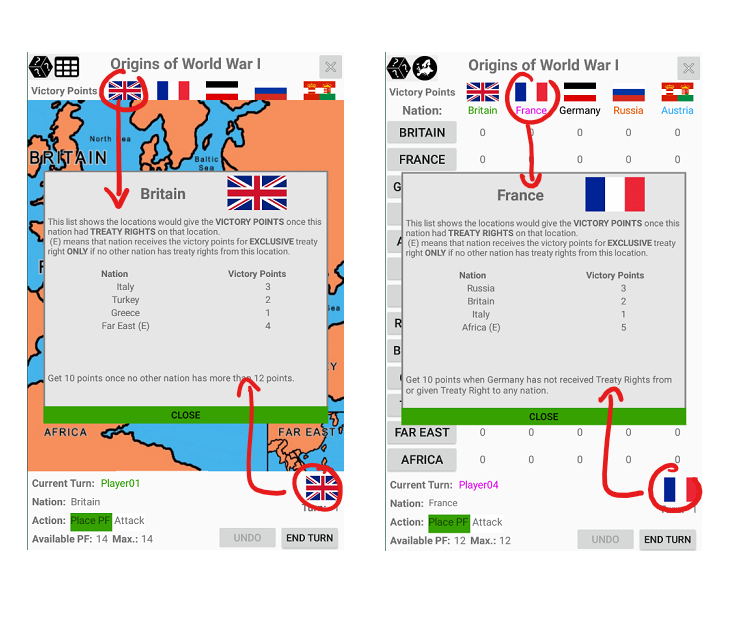 Origins of World War I
Victory Points
North Sea
BRITAIN
Baltic
Sea
Britain
This list shows the locations would give the VICTORY POINTS once this
nation had TREATY RIGHTS on that location.
(E) means that nation receives the victory points for EXCLUSIVE treaty
right ONLY if no other nation has treaty rights from this location.
Nation Victory Points
Italy 3
Turkey 2
Greece 1
Far East (E) 4
Get 10 points once no other nation has more than 12 points.
CLOSE
AFRICA
FAR EAST
Current Turn: Player01
Nation: Britain
Action: Place PF Attack
Available PF: 14 Max.: 14
UNDO
END TURN
Origins of World War I
Victory Points
Nation: Britain France Germany Russia Austria
BRITAIN 0 0 0 0 0
FRANCE 0 0 0 0 0
France
This list shows the locations would give the VICTORY POINTS once this
nation had TREATY RIGHTS on that location.
(E) means that nation receives the victory points for EXCLUSIVE treaty
right ONLY if no other nation has treaty rights from this location.
Nation Victory Points
Russia 3
Britain 2
Italy 1
Africa (E) 5
Get 10 points when Germany has not received Treaty Rights from
or given Treaty Right to any nation.
CLOSE
FAR EAST 0 0 0 0 0
AFRICA 0 0 0 0 0
Current Turn: Player04
Nation: France
Action: Place PF Attack
Available PF: 12 Max.: 12
UNDO
END TURN